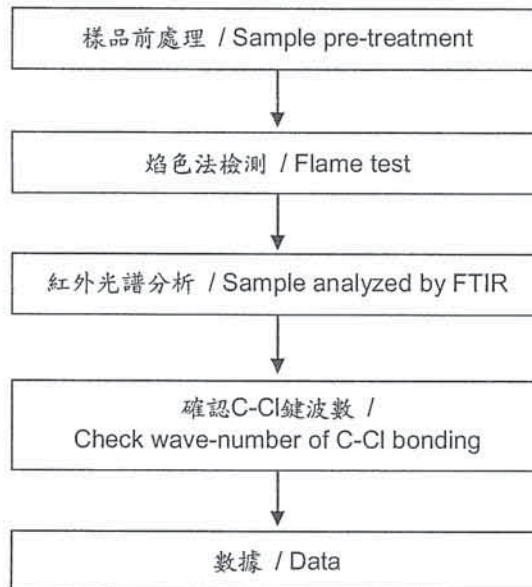 樣品前處理 / Sample pre-treatment
焰色法檢測 / Flame test
紅外光譜分析 / Sample analyzed by FTIR
確認C-Cl鍵波數 /
Check wave-number of C-Cl bonding
數據 / Data